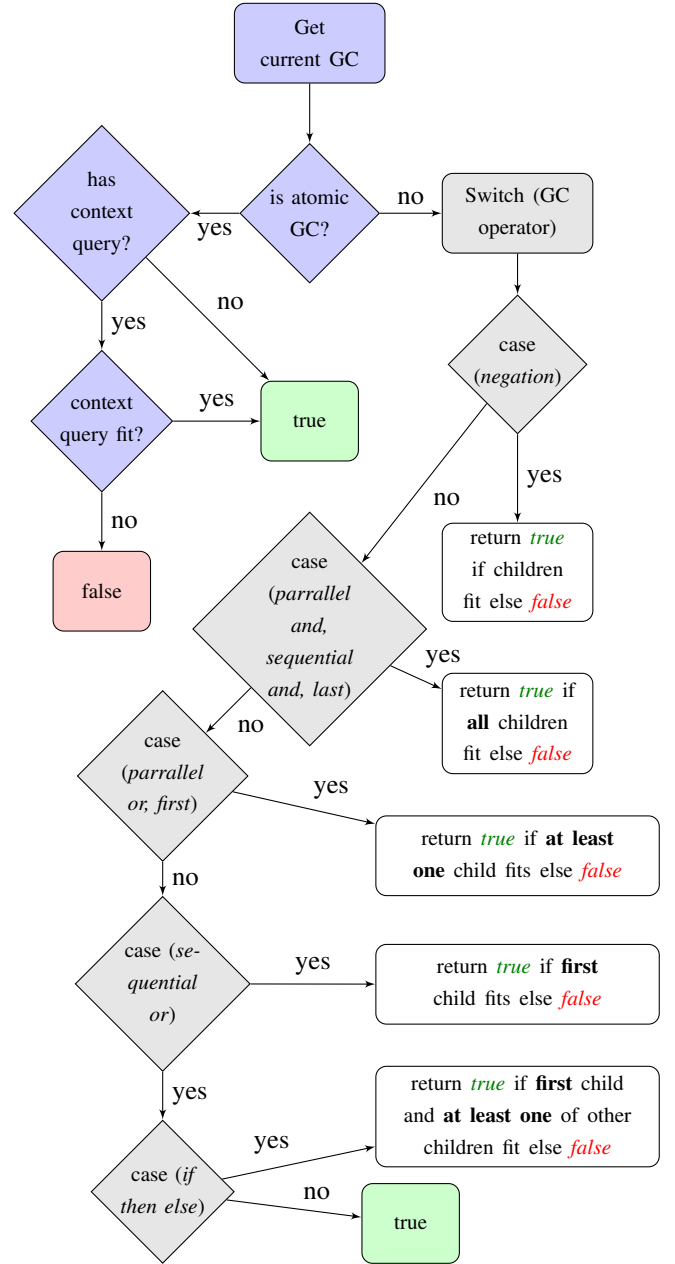 Get
current GC
has
context
query?
yes
is atomic
GC?
no
Switch (GC
operator)
yes
no
case
(negation)
context
query fit?
yes
true
no
yes
no
false
return true
if children
fit else false
case
(parrallel
and,
sequential
and, last)
yes
return true if
all children
fit else false
no
case
(parrallel
or, first)
yes
return true if at least
one child fits else false
no
case (se-
quential
or)
yes
return true if first
child fits else false
yes
return true if first child
and at least one of other
children fit else false
case (if
then else)
yes
no
true